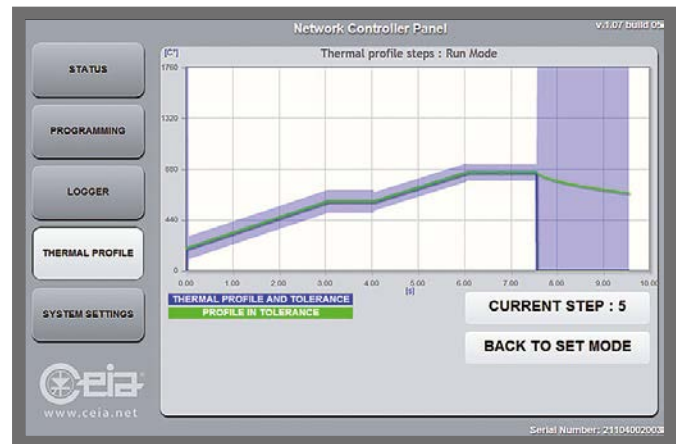 Network Controller Panel
v.1.07 build 05
STATUS
PROGRAMMING
LOGGER
THERMAL PROFILE
SYSTEM SETTINGS
Ceia
www.ceia.net
Thermal profile steps : Run Mode
[C°]
1760
1320
880
440
0
0.00 1.00 2.00 3.00 4.00 5.00 6.00 7.00 8.00 9.00 10.00
[s]
THERMAL PROFILE AND TOLERANCE
PROFILE IN TOLERANCE
CURRENT STEP : 5
BACK TO SET MODE
Serial Number: 21104002003